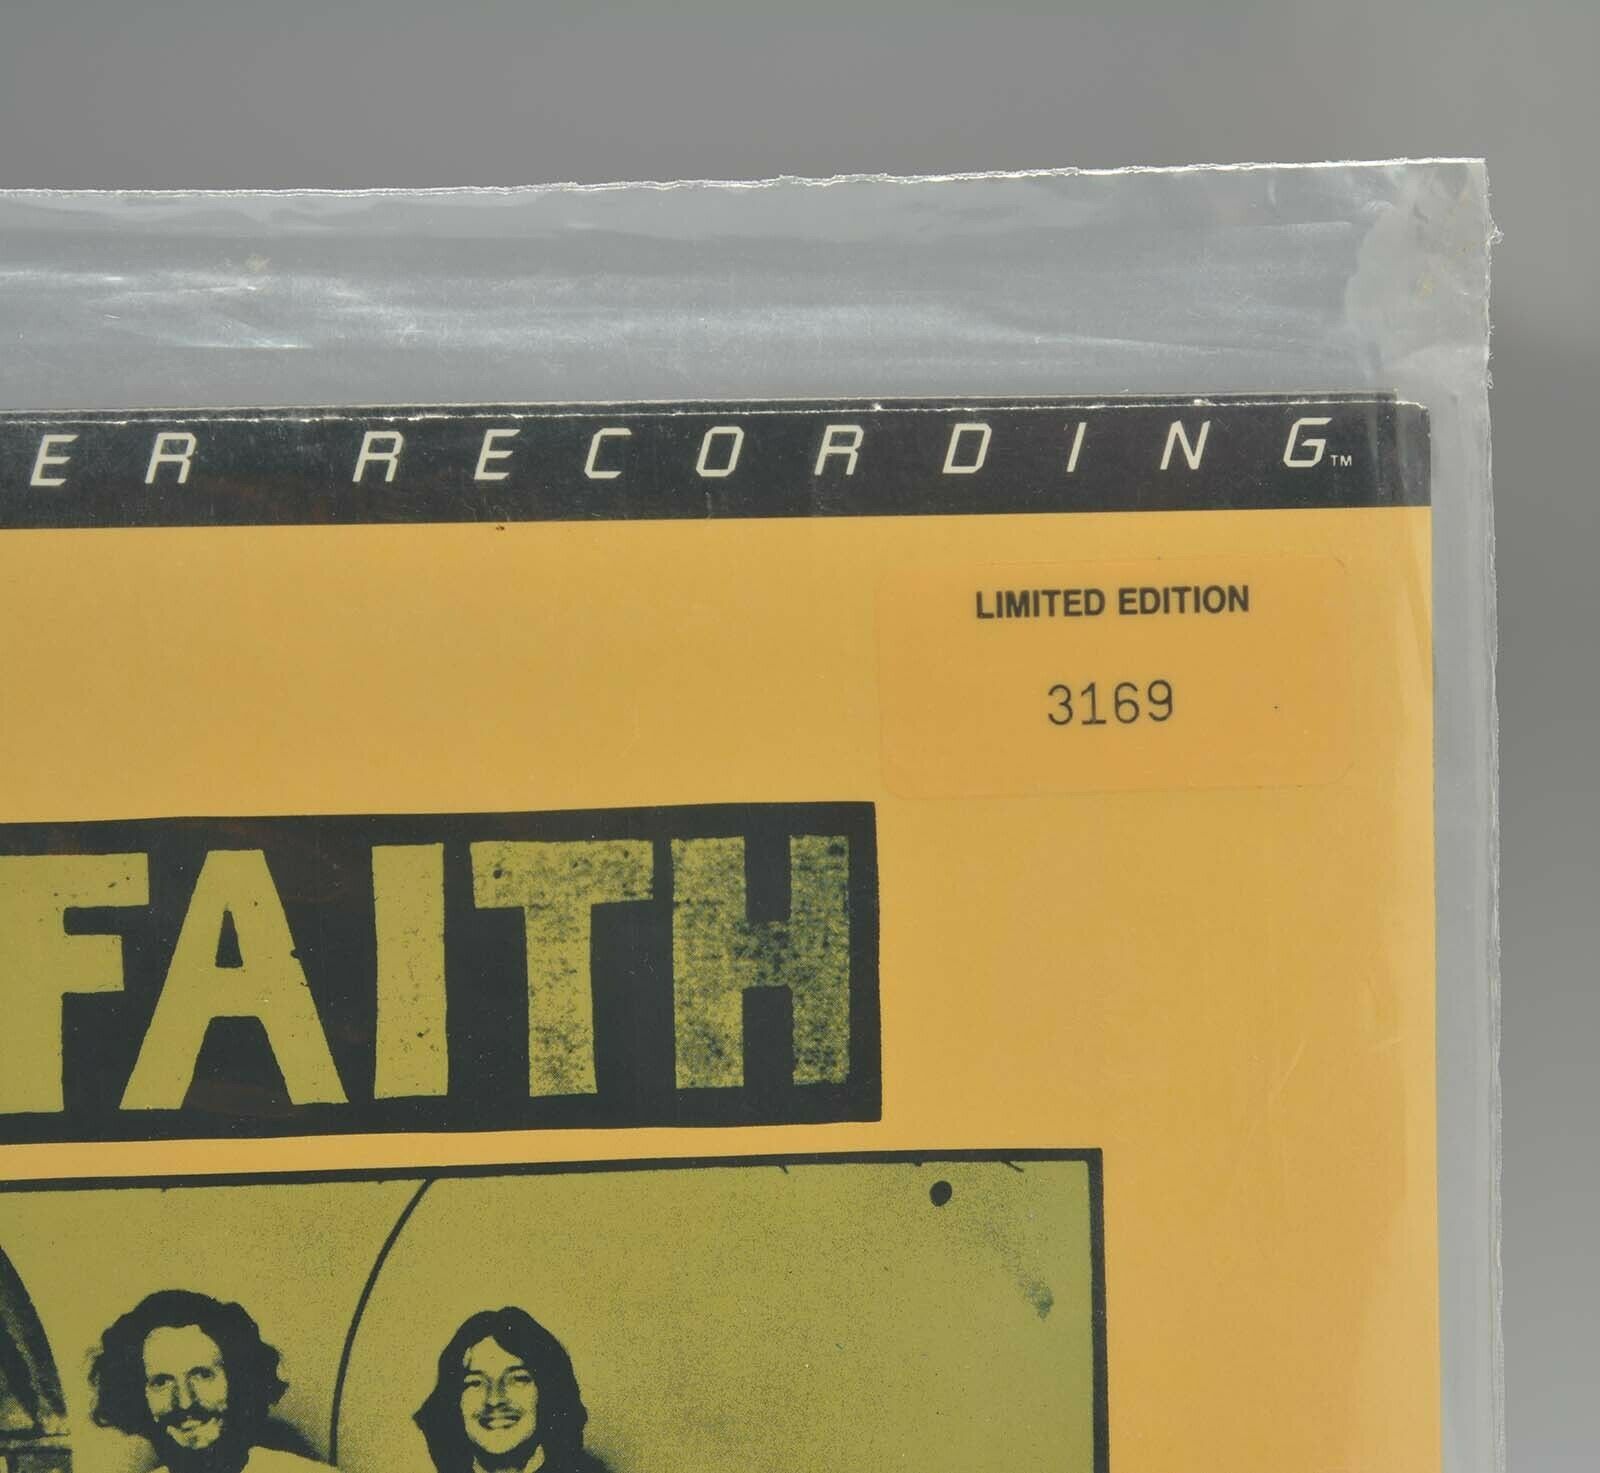 ER RECORDING™
LIMITED EDITION
3169
FAITH